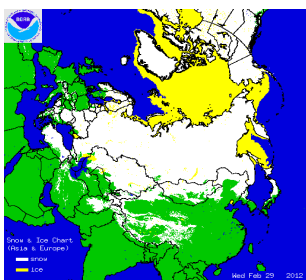 NOAA
Snow & Ice Chart
(Asia & Europe)
snow
ice
Wed Feb 29 2012